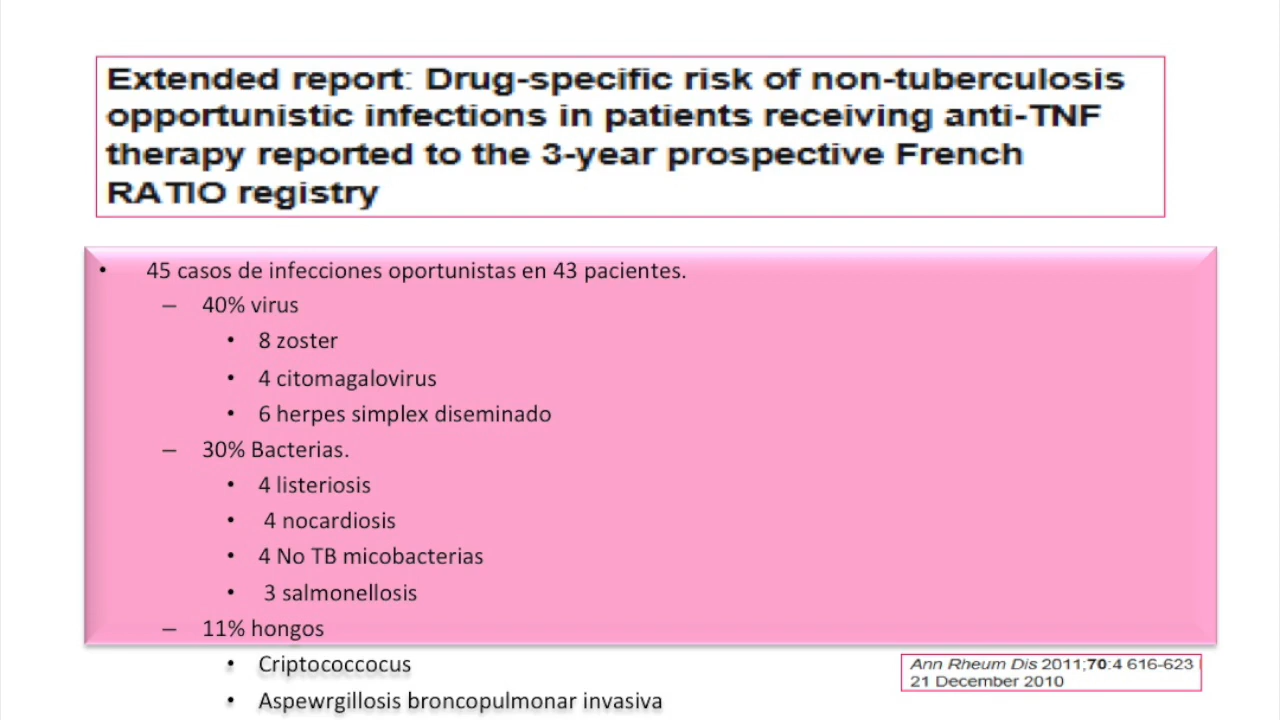 Extended report: Drug-specific risk of non-tuberculosis
opportunistic infections in patients receiving anti-TNF
therapy reported to the 3-year prospective French
RATIO registry
• 45 casos de infecciones oportunistas en 43 pacientes.
– 40% virus
• 8 zoster
• 4 citomagalovirus
• 6 herpes simplex diseminado
– 30% Bacterias.
• 4 listeriosis
• 4 nocardiosis
• 4 No TB micobacterias
• 3 salmonellosis
– 11% hongos
• Criptococcocus
• Aspewrgillosis broncopulmonar invasiva
Ann Rheum Dis 2011;70:4 616-623
21 December 2010